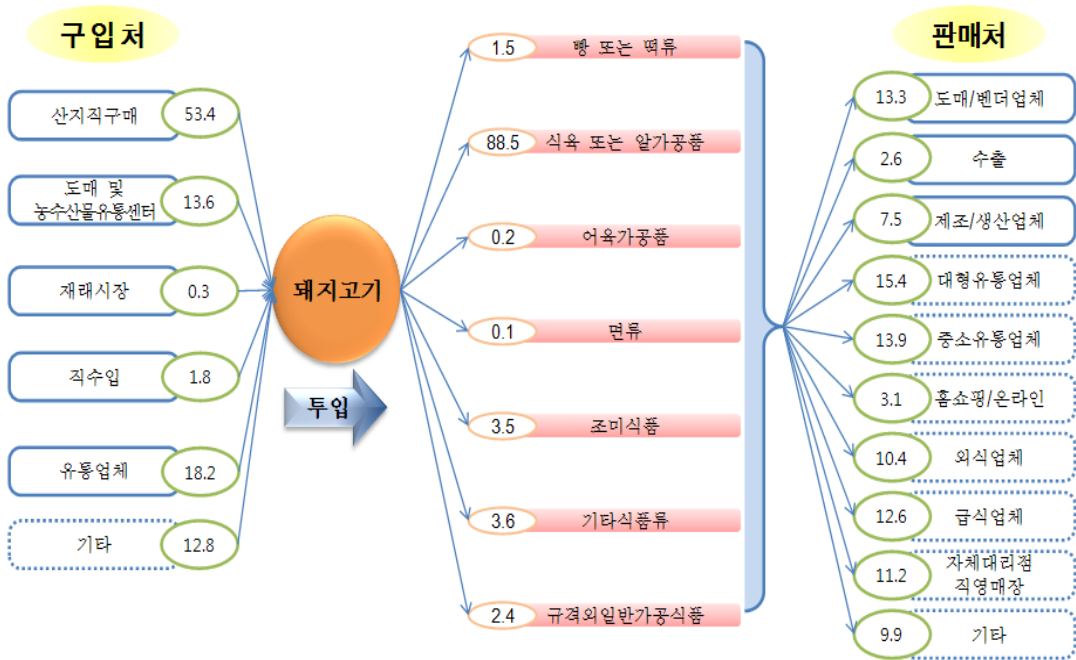 구입처
산지직구매
53.4
도매 및
농수산물유통센터
13.6
재래시장
0.3
직수입
1.8
유통업체
18.2
기타
12.8
돼지고기
투입
1.5
빵 또는 떡류
88.5
식육 또는 알가공품
0.2
어육가공품
0.1
면류
3.5
조미식품
3.6
기타식품류
2.4
규격외일반가공식품
판매처
13.3
도매/벤더업체
2.6
수출
7.5
제조/생산업체
15.4
대형유통업체
13.9
중소유통업체
3.1
홈쇼핑/온라인
10.4
외식업체
12.6
급식업체
11.2
자체대리점
직영매장
9.9
기타